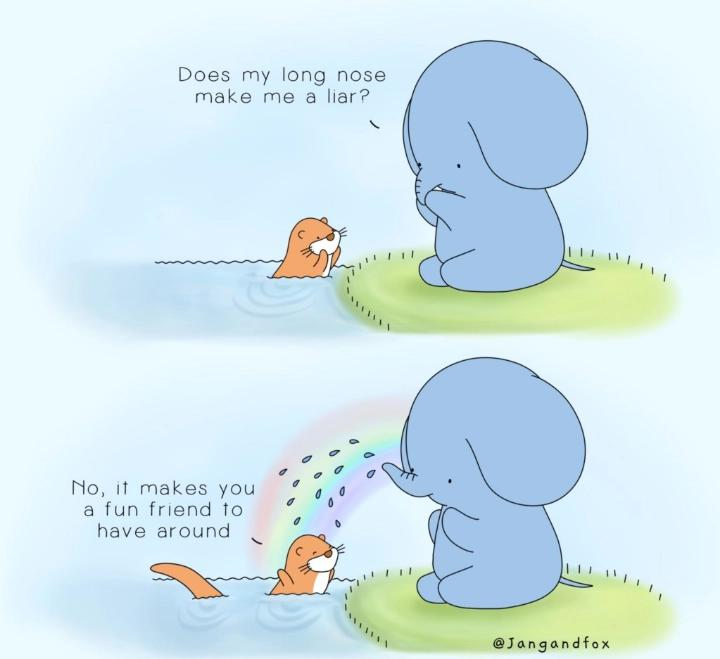 Does my long nose
make me a liar?
No, it makes you
a fun friend to
have around
@Jangandfox